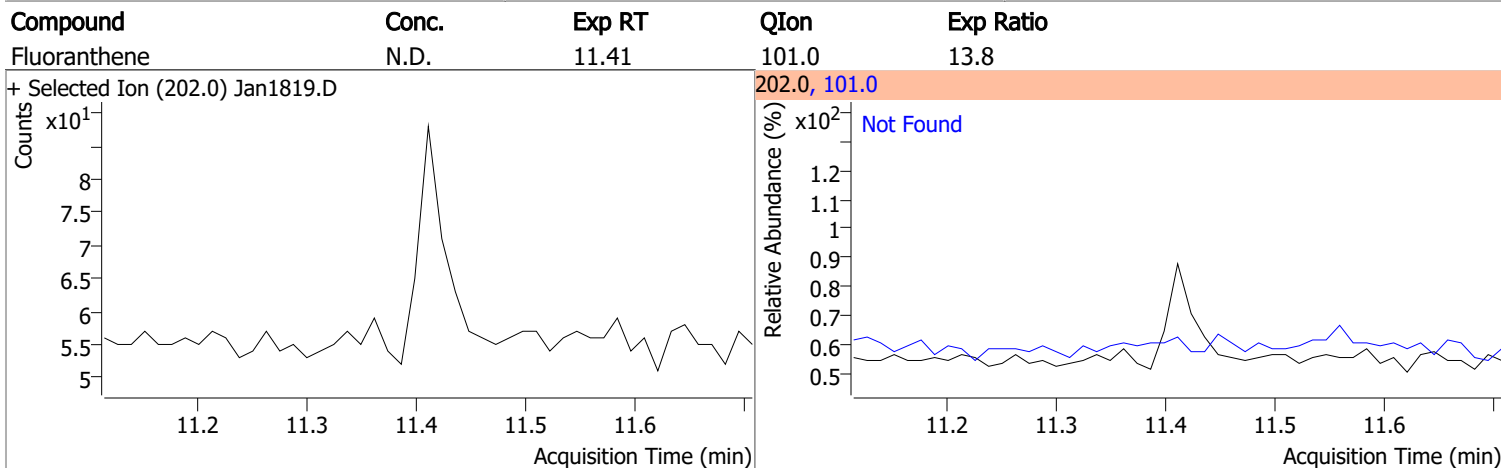 Compound Conc. Exp RT QIon Exp Ratio
Fluoranthene N.D. 11.41 101.0 13.8
+ Selected Ion (202.0) Jan1819.D
Counts
x10¹
8
7.5
7
6.5
6
5.5
5
11.2 11.3 11.4 11.5 11.6
Acquisition Time (min)
202.0, 101.0
Relative Abundance (%)
x10²
Not Found
1.2
1.1
1
0.9
0.8
0.7
0.6
0.5
11.2 11.3 11.4 11.5 11.6
Acquisition Time (min)